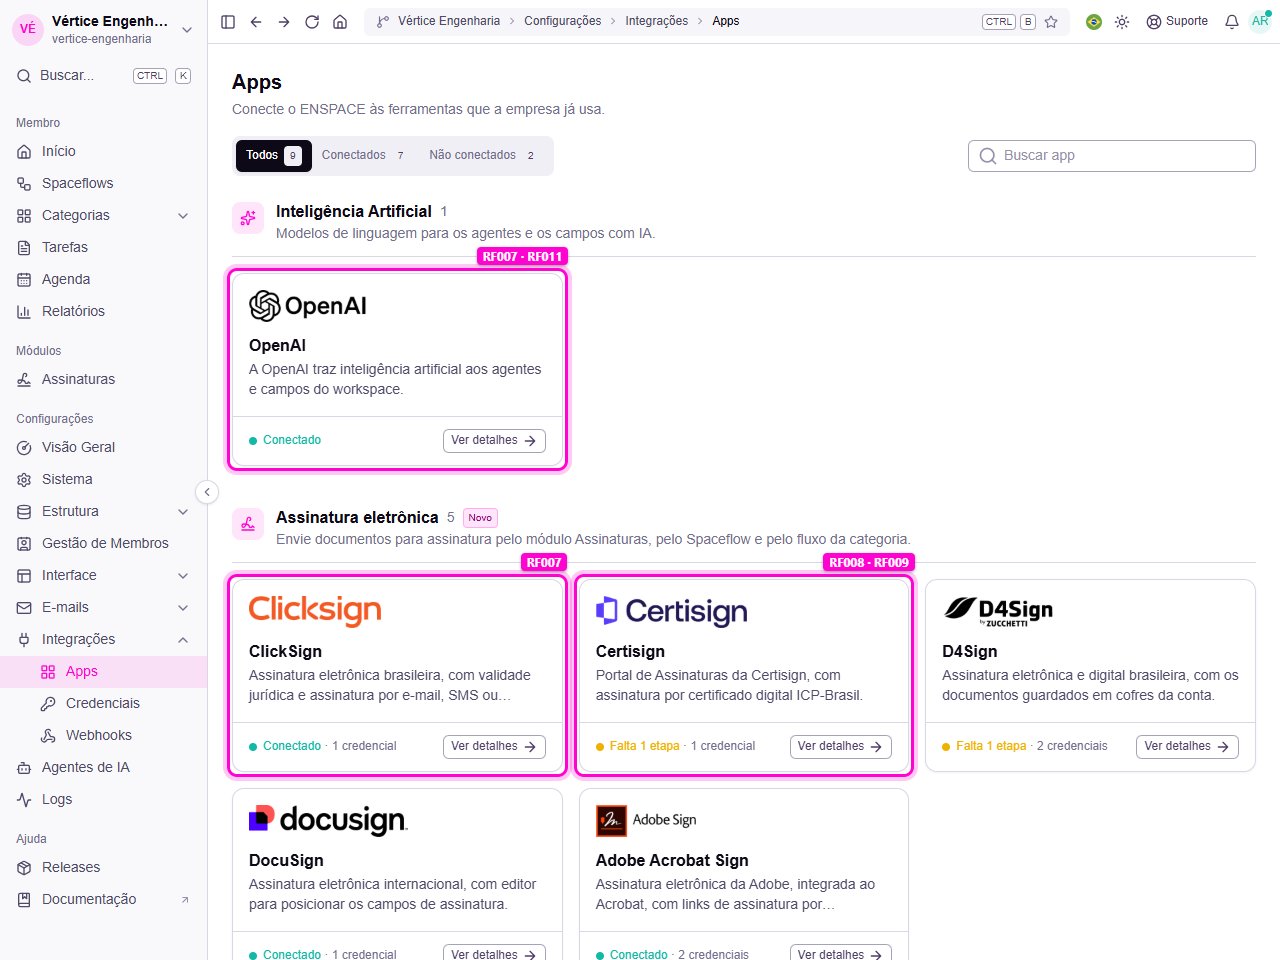 VÉ
Vértice Engenh...
vertice-engenharia
Buscar...
CTRL K
Membro
Início
Spaceflows
Categorias
Tarefas
Agenda
Relatórios
Módulos
Assinaturas
Configurações
Visão Geral
Sistema
Estrutura
Gestão de Membros
Interface
E-mails
Integrações
Apps
Credenciais
Webhooks
Agentes de IA
Logs
Ajuda
Releases
Documentação
Vértice Engenharia
Configurações
Integrações
Apps
CTRL B
Suporte
AR
Apps
Conecte o ENSPACE às ferramentas que a empresa já usa.
Todos 9
Conectados 7
Não conectados 2
Buscar app
Inteligência Artificial 1
Modelos de linguagem para os agentes e os campos com IA.
RF007 - RF011
OpenAI
OpenAI
A OpenAI traz inteligência artificial aos agentes
e campos do workspace.
Conectado
Ver detalhes
Assinatura eletrônica 5 Novo
Envie documentos para assinatura pelo módulo Assinaturas, pelo Spaceflow e pelo fluxo da categoria.
RF007
Clicksign
ClickSign
Assinatura eletrônica brasileira, com validade
jurídica e assinatura por e-mail, SMS ou…
Conectado · 1 credencial
Ver detalhes
RF008 - RF009
Certisign
Certisign
Portal de Assinaturas da Certisign, com
assinatura por certificado digital ICP-Brasil.
Falta 1 etapa · 1 credencial
Ver detalhes
D4Sign
by ZUCCHETTI
D4Sign
Assinatura eletrônica e digital brasileira, com os
documentos guardados em cofres da conta.
Falta 1 etapa · 2 credenciais
Ver detalhes
docusign
DocuSign
Assinatura eletrônica internacional, com editor
para posicionar os campos de assinatura.
Conectado · 1 credencial
Ver detalhes
Adobe Sign
Adobe Acrobat Sign
Assinatura eletrônica da Adobe, integrada ao
Acrobat, com links de assinatura por…
Conectado · 2 credenciais
Ver detalhes